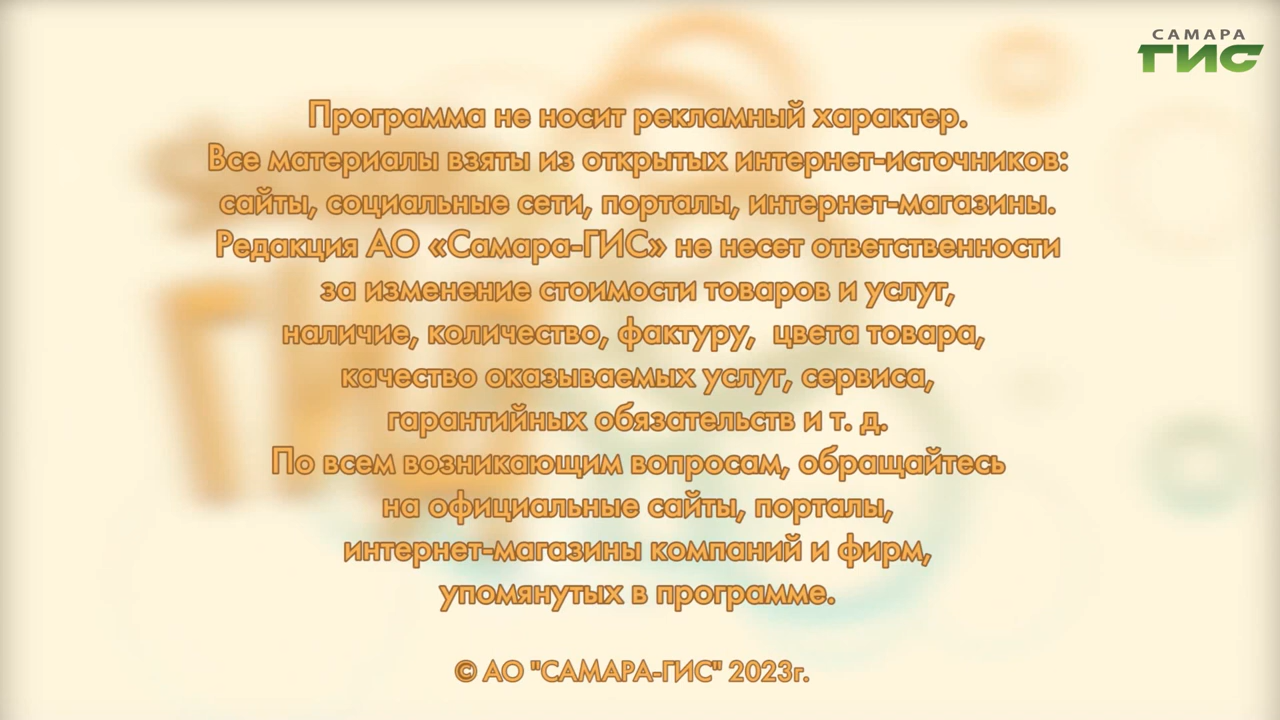 САМАРА
ГИС
Программа не носит рекламный характер.
Все материалы взяты из открытых интернет-источников:
сайты, социальные сети, порталы, интернет-магазины.
Редакция АО «Самара-ГИС» не несет ответственности
за изменение стоимости товаров и услуг,
наличие, количество, фактуру, цвета товара,
качество оказываемых услуг, сервиса,
гарантийных обязательств и т. д.
По всем возникающим вопросам, обращайтесь
на официальные сайты, порталы,
интернет-магазины компаний и фирм,
упомянутых в программе.
© АО "САМАРА-ГИС" 2023г.